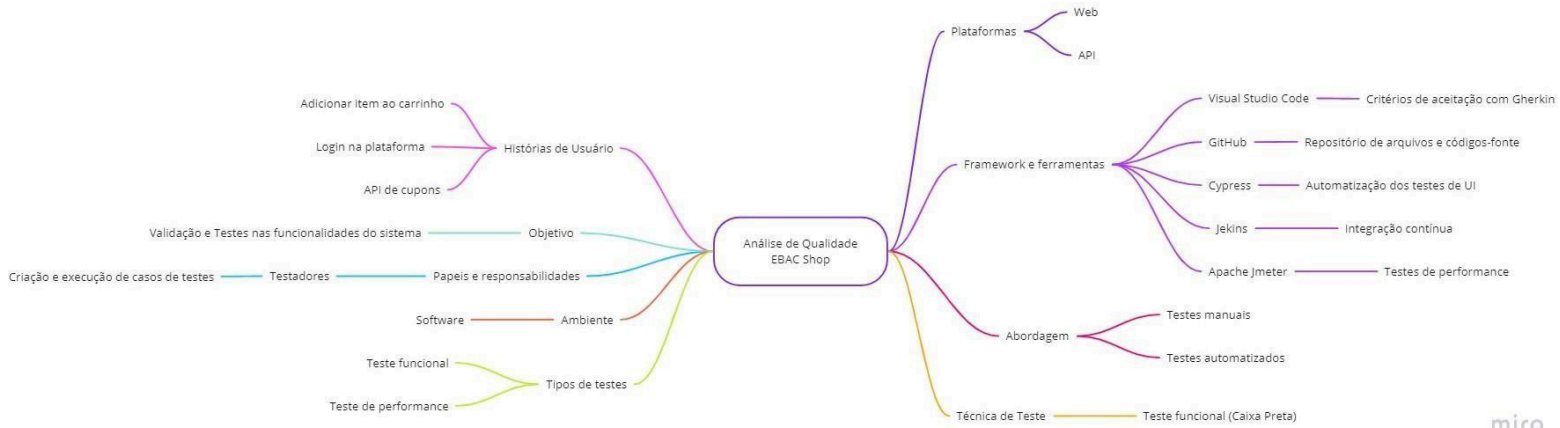 Análise de Qualidade
EBAC Shop
Histórias de Usuário
Adicionar item ao carrinho
Login na plataforma
API de cupons
Objetivo
Validação e Testes nas funcionalidades do sistema
Papeis e responsabilidades
Testadores
Criação e execução de casos de testes
Ambiente
Software
Tipos de testes
Teste funcional
Teste de performance
Plataformas
Web
API
Framework e ferramentas
Visual Studio Code
Critérios de aceitação com Gherkin
GitHub
Repositório de arquivos e códigos-fonte
Cypress
Automatização dos testes de UI
Jekins
Integração contínua
Apache Jmeter
Testes de performance
Abordagem
Testes manuais
Testes automatizados
Técnica de Teste
Teste funcional (Caixa Preta)
miro